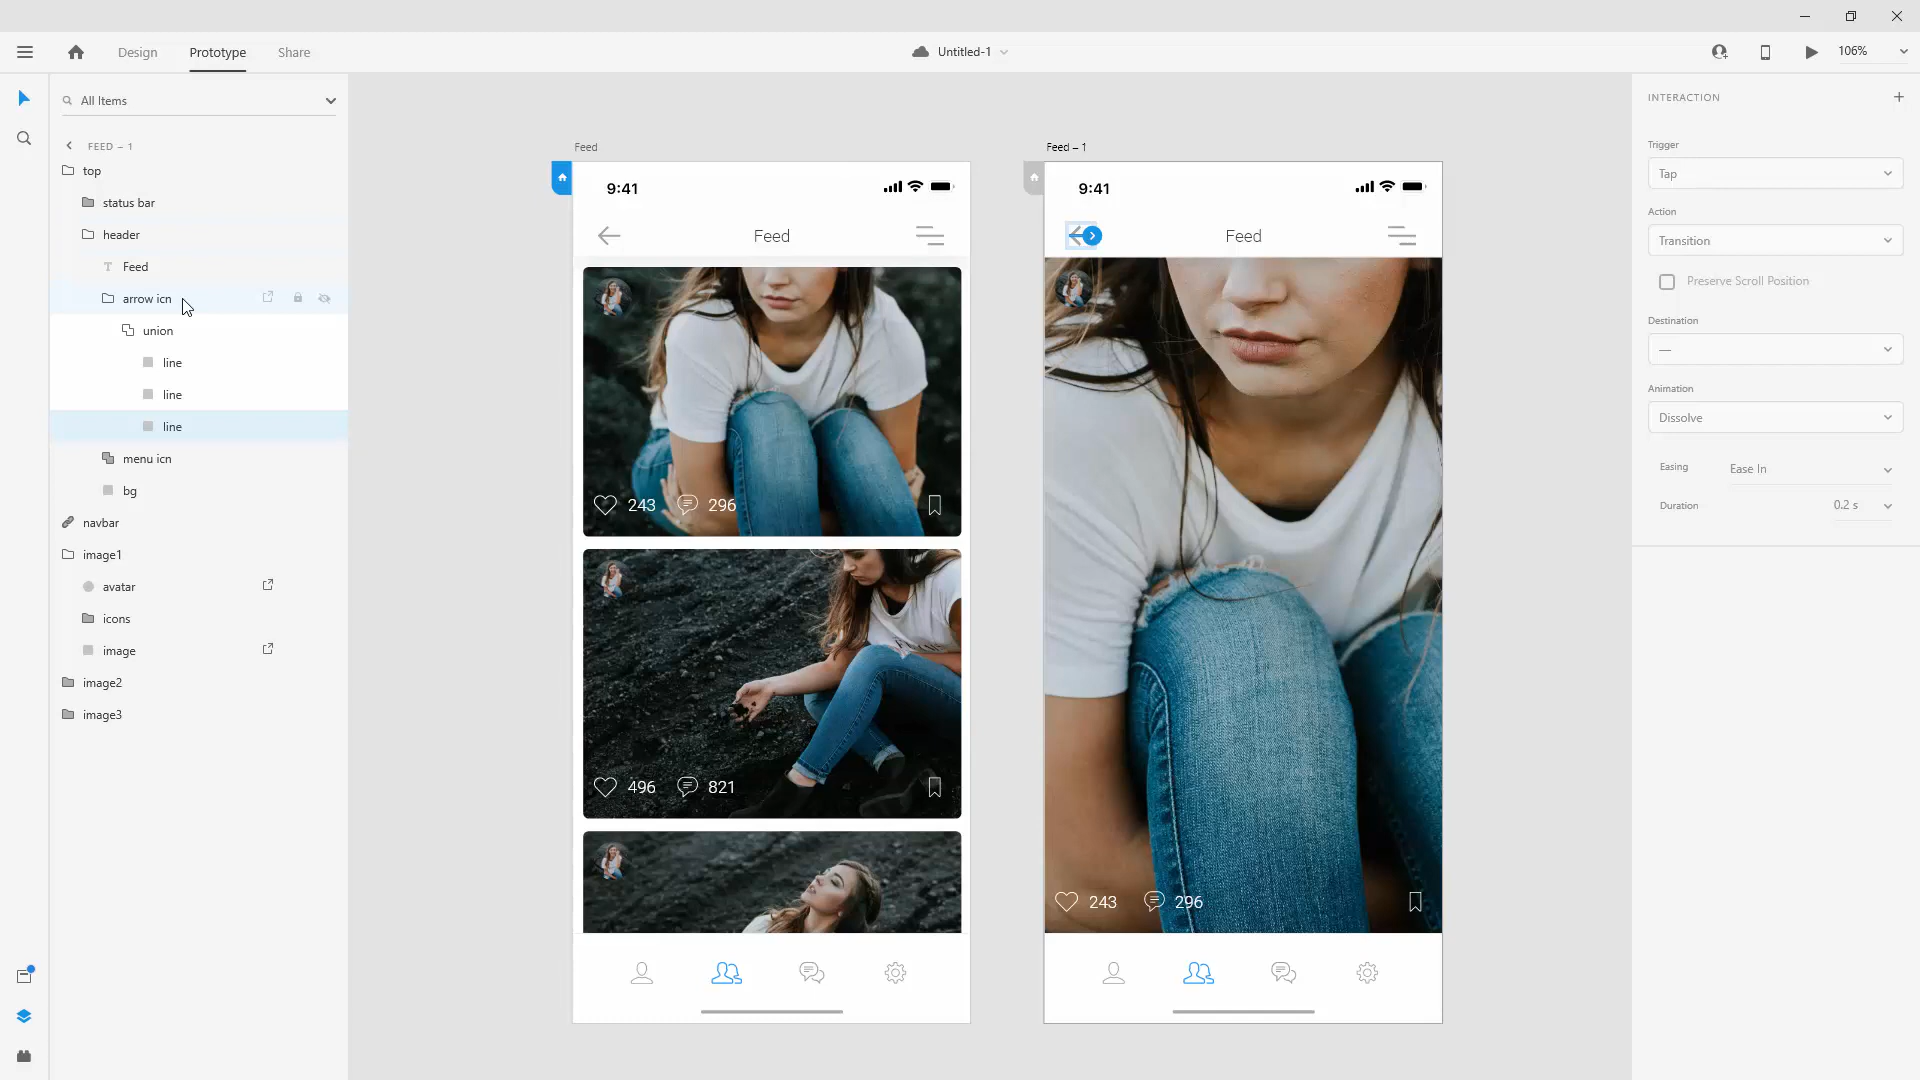 Design
Prototype
Share
Untitled-1
106%
All Items
FEED – 1
top
status bar
header
Feed
arrow icn
union
line
line
line
menu icn
bg
navbar
image1
avatar
icons
image
image2
image3
Feed
9:41
Feed
243
296
496
821
Feed – 1
9:41
Feed
243
296
INTERACTION
Trigger
Tap
Action
Transition
Preserve Scroll Position
Destination
—
Animation
Dissolve
Easing
Ease In
Duration
0.2 s